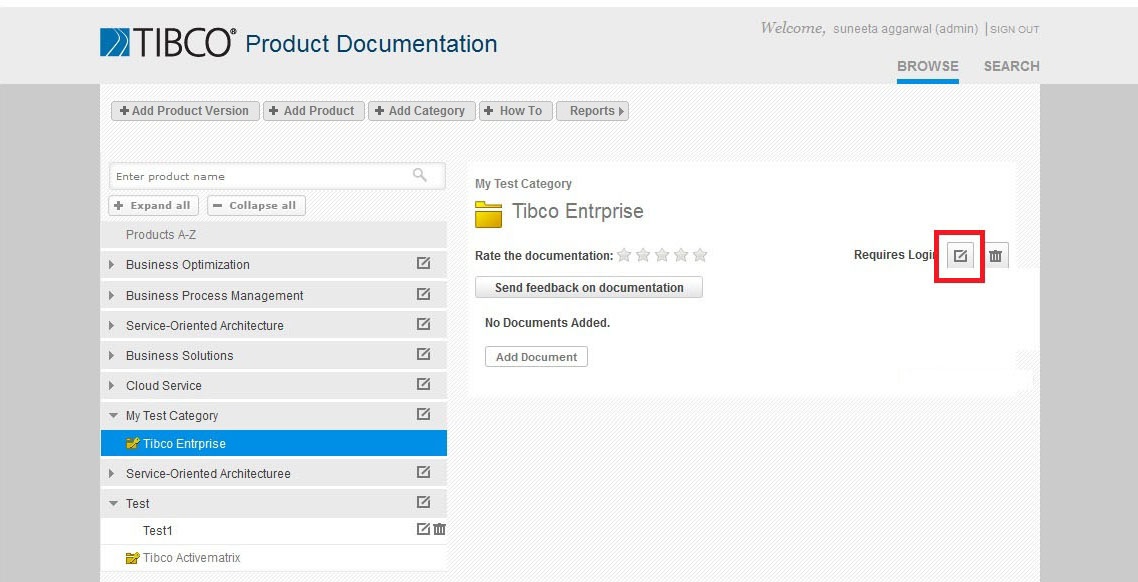 TIBCO® Product Documentation
Welcome, suneeta aggarwal (admin) | SIGN OUT
BROWSE SEARCH
+ Add Product Version + Add Product + Add Category + How To Reports
Enter product name
+ Expand all − Collapse all
Products A-Z
Business Optimization
Business Process Management
Service-Oriented Architecture
Business Solutions
Cloud Service
My Test Category
Tibco Entrprise
Service-Oriented Architecturee
Test
Test1
Tibco Activematrix
My Test Category
Tibco Entrprise
Rate the documentation:
Requires Login
Send feedback on documentation
No Documents Added.
Add Document